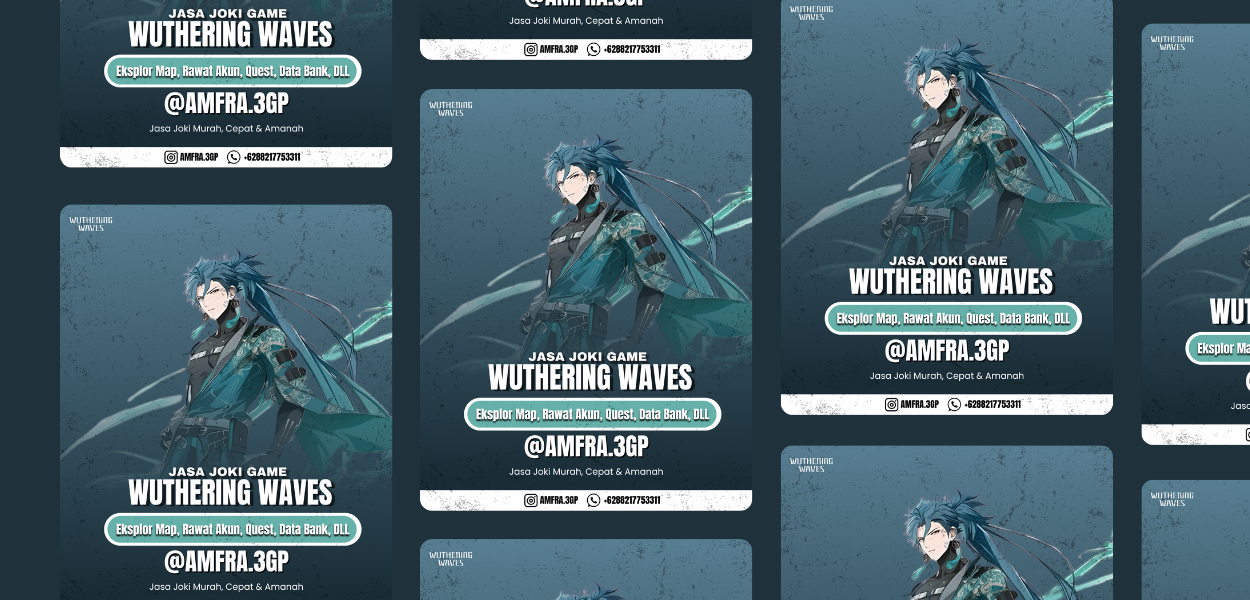 JASA JOKI GAME
WUTHERING WAVES
Eksplor Map, Rawat Akun, Quest, Data Bank, DLL
@AMFRA.3GP
Jasa Joki Murah, Cepat & Amanah
AMFRA.3GP +6288217753311
WUTHERING
WAVES
JASA JOKI GAME
WUTHERING WAVES
Eksplor Map, Rawat Akun, Quest, Data Bank, DLL
@AMFRA.3GP
Jasa Joki Murah, Cepat & Amanah
@AMFRA.3GP
Jasa Joki Murah, Cepat & Amanah
AMFRA.3GP +6288217753311
WUTHERING
WAVES
JASA JOKI GAME
WUTHERING WAVES
Eksplor Map, Rawat Akun, Quest, Data Bank, DLL
@AMFRA.3GP
Jasa Joki Murah, Cepat & Amanah
AMFRA.3GP +6288217753311
WUTHERING
WAVES
WUTHERING
WAVES
JASA JOKI GAME
WUTHERING WAVES
Eksplor Map, Rawat Akun, Quest, Data Bank, DLL
@AMFRA.3GP
Jasa Joki Murah, Cepat & Amanah
AMFRA.3GP +6288217753311
WUTHERING
WAVES
WUTHERING
WAVES
WUT
Eksplor Ma
Jasa
WUTHERING
WAVES